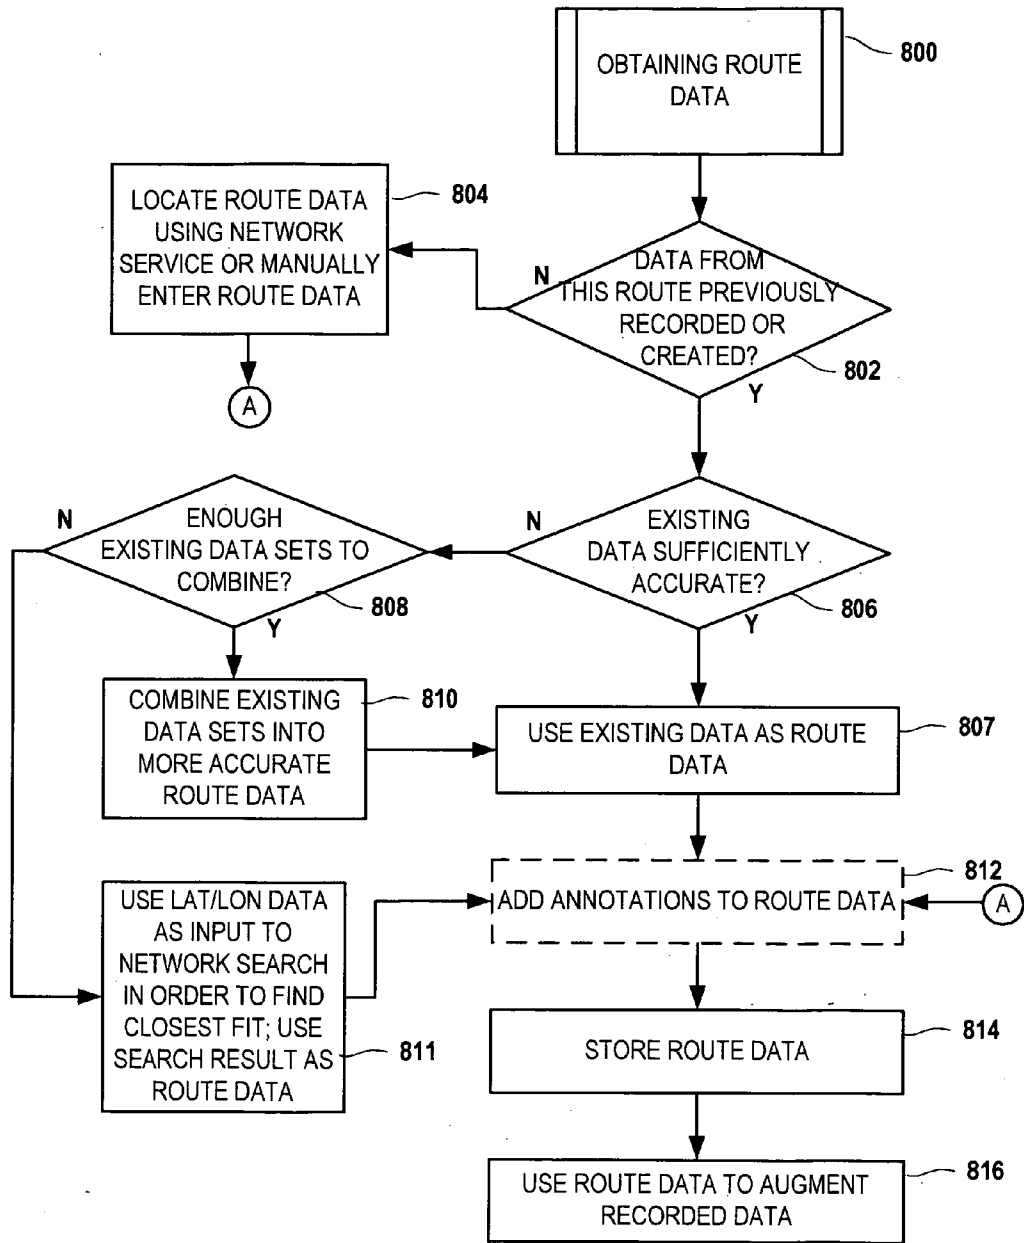 OBTAINING ROUTE
DATA
800
LOCATE ROUTE DATA
USING NETWORK
SERVICE OR MANUALLY
ENTER ROUTE DATA
804
N
DATA FROM
THIS ROUTE PREVIOUSLY
RECORDED OR
CREATED?
802
Y
A
N
ENOUGH
EXISTING DATA SETS TO
COMBINE?
808
Y
N
EXISTING
DATA SUFFICIENTLY
ACCURATE?
806
Y
COMBINE EXISTING
DATA SETS INTO
MORE ACCURATE
ROUTE DATA
810
USE EXISTING DATA AS ROUTE
DATA
807
USE LAT/LON DATA
AS INPUT TO
NETWORK SEARCH
IN ORDER TO FIND
CLOSEST FIT; USE
SEARCH RESULT AS
ROUTE DATA
811
ADD ANNOTATIONS TO ROUTE DATA
812
A
STORE ROUTE DATA
814
USE ROUTE DATA TO AUGMENT
RECORDED DATA
816